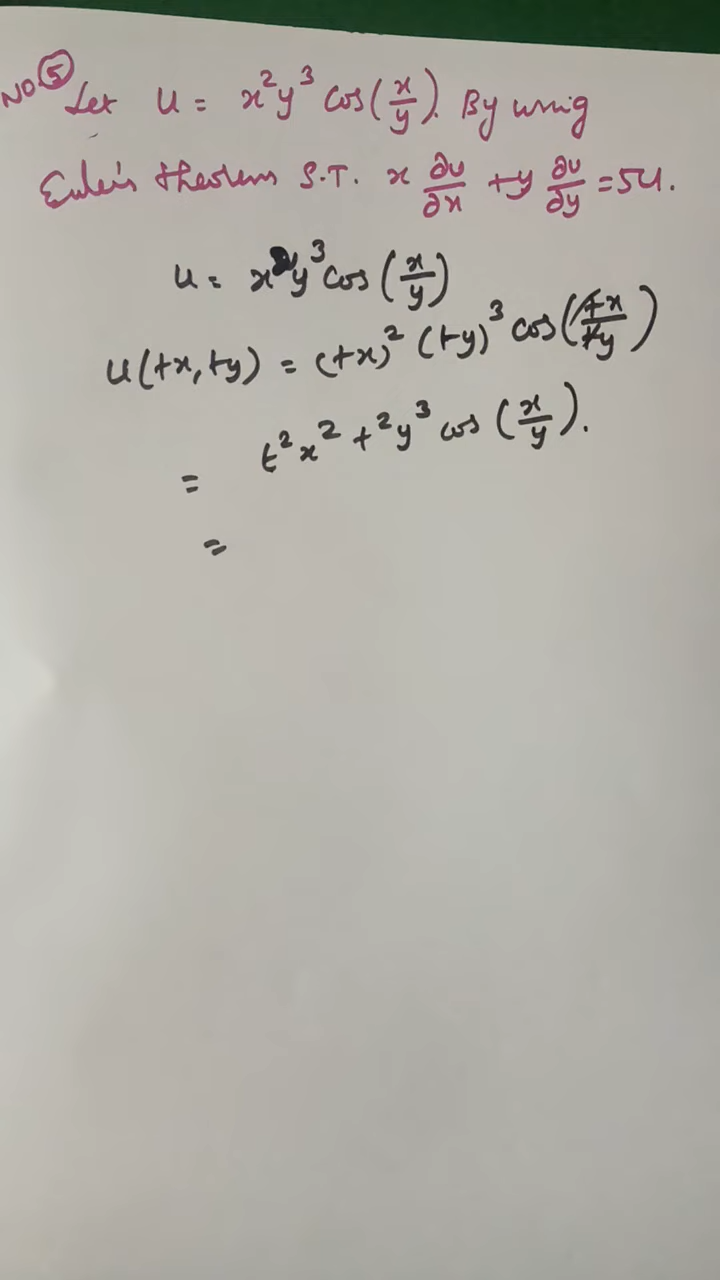 NO ⑤ Let u = x²y³ cos(x/y). By using
Euler's theorem S.T. x ∂u/∂x + y ∂u/∂y = 5u.
u = x²y³ cos(x/y)
u(tx, ty) = (tx)² (ty)³ cos(tx/ty)
= t²x² t²y³ cos(x/y).
=